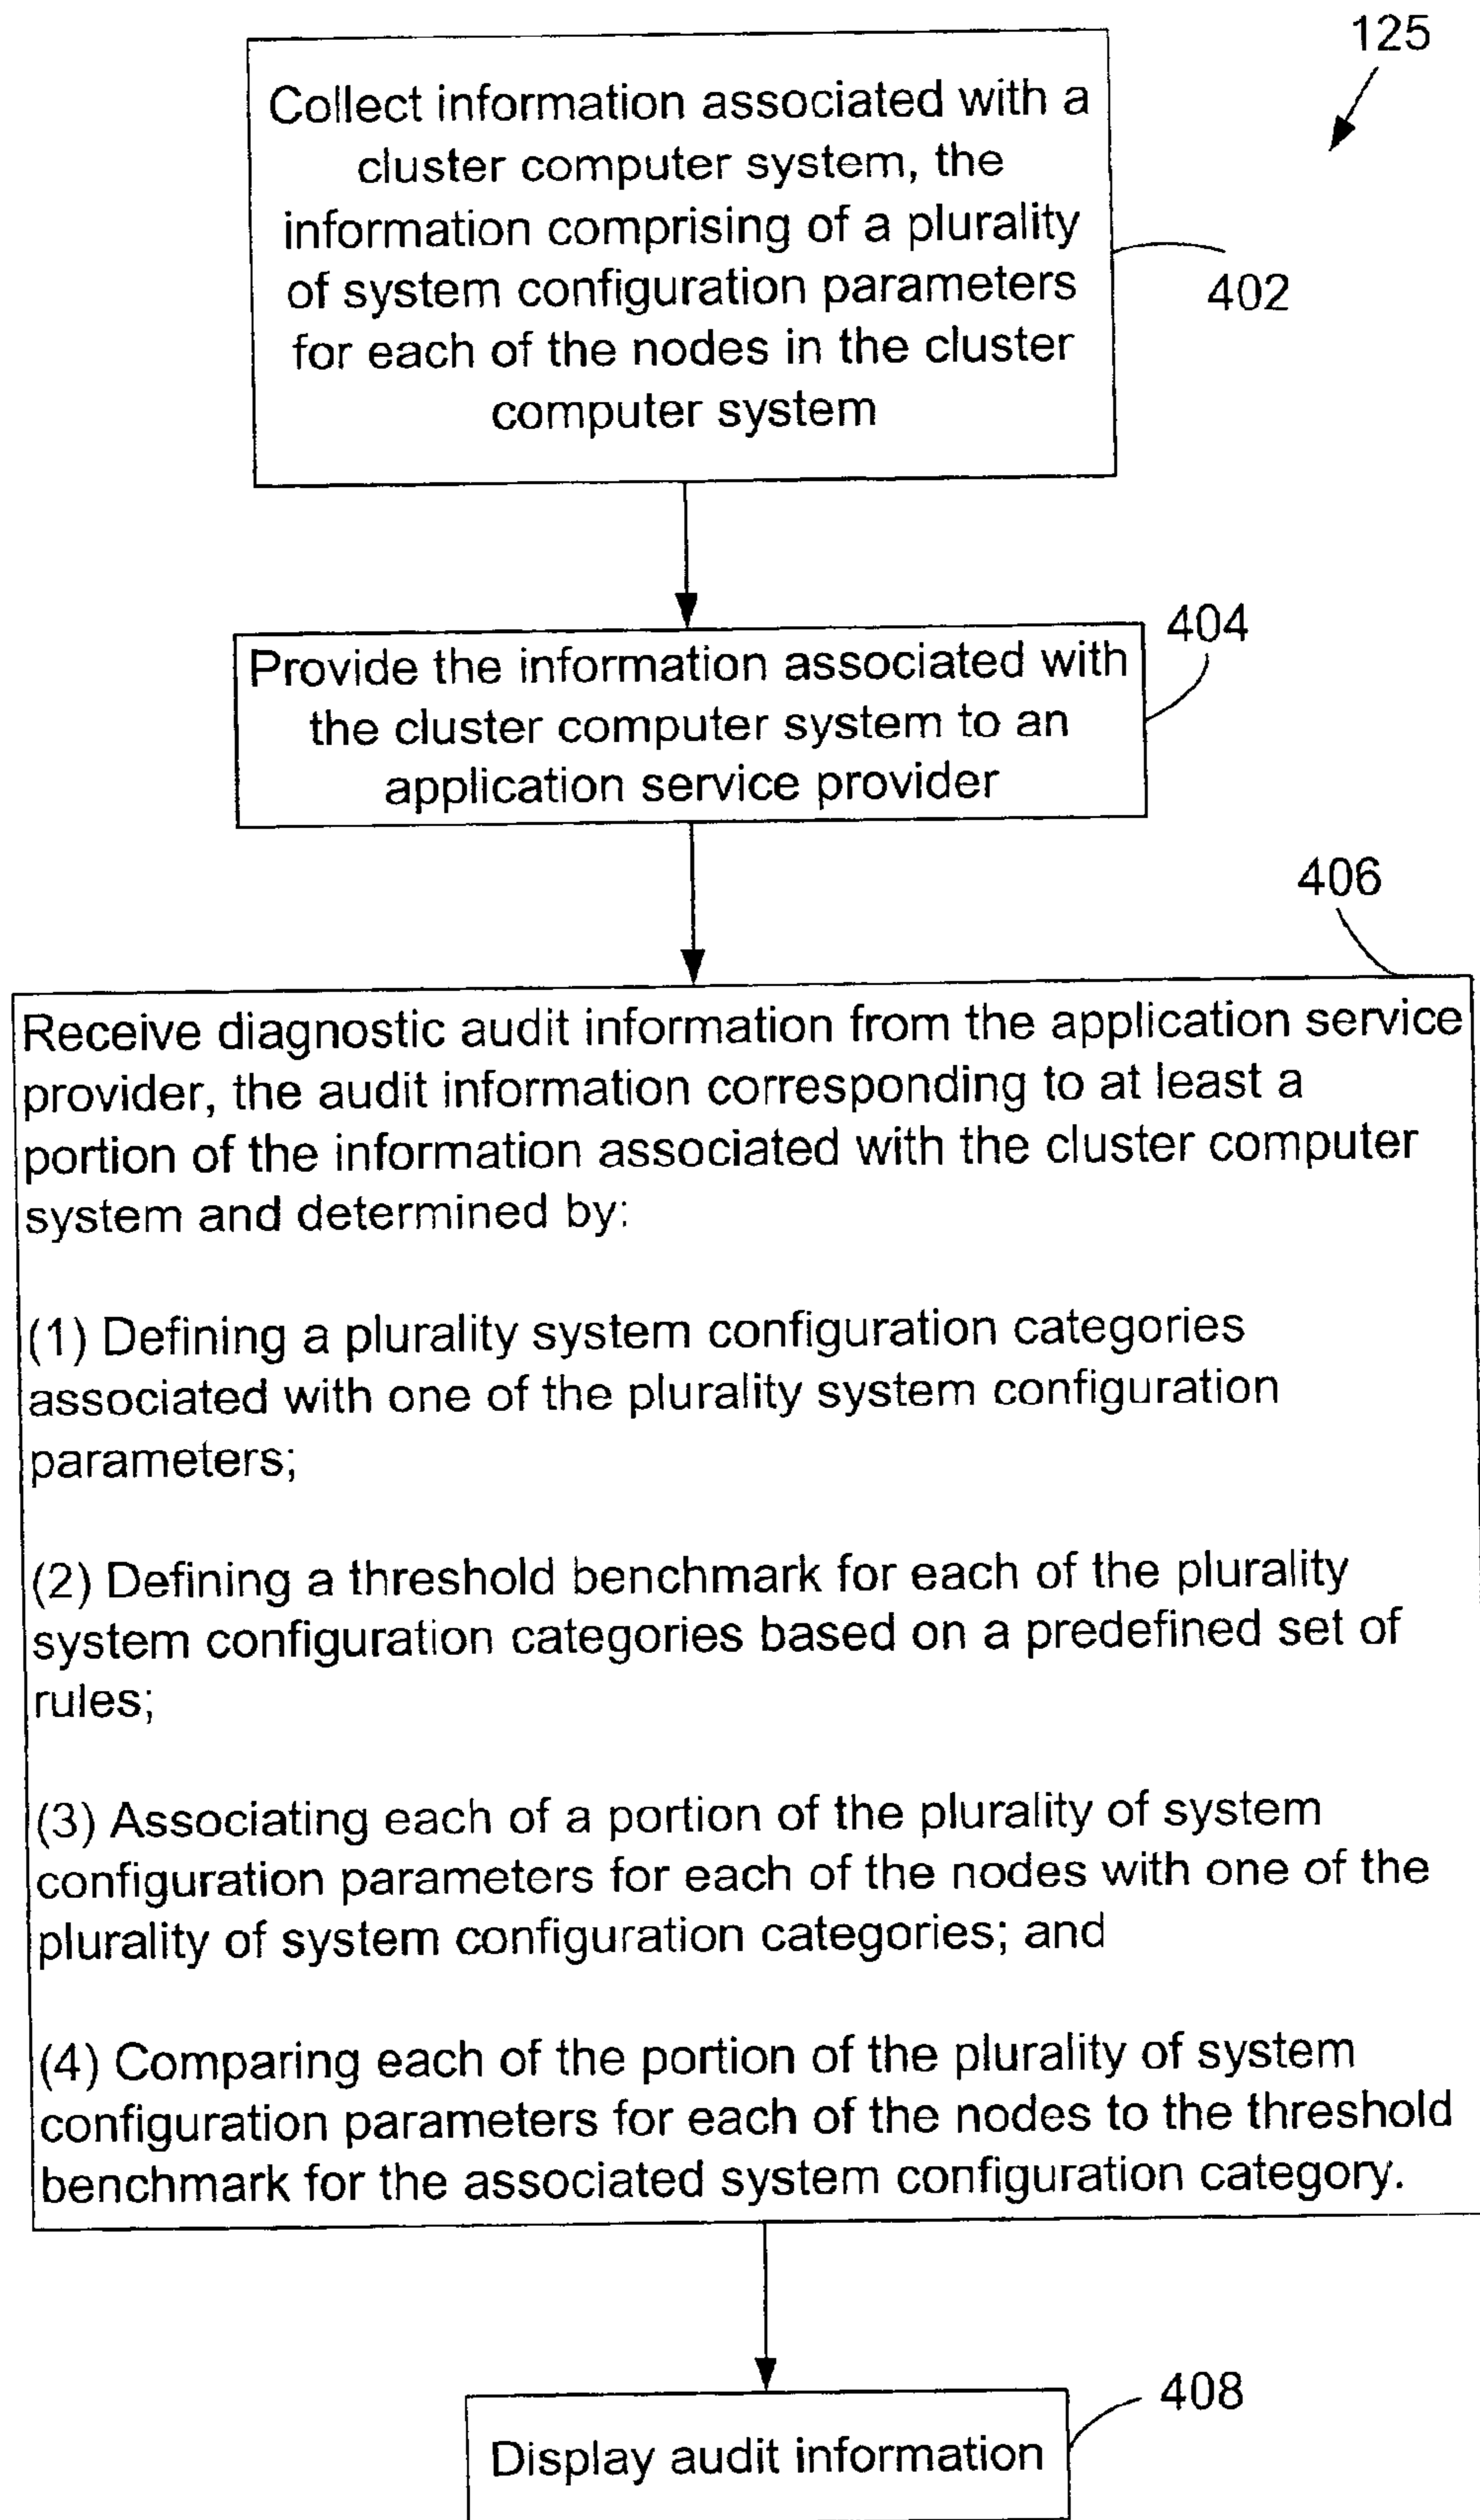 125
Collect information associated with a
cluster computer system, the
information comprising of a plurality
of system configuration parameters
for each of the nodes in the cluster
computer system
402
404
Provide the information associated with
the cluster computer system to an
application service provider
406
Receive diagnostic audit information from the application service
provider, the audit information corresponding to at least a
portion of the information associated with the cluster computer
system and determined by:
(1) Defining a plurality system configuration categories
associated with one of the plurality system configuration
parameters;
(2) Defining a threshold benchmark for each of the plurality
system configuration categories based on a predefined set of
rules;
(3) Associating each of a portion of the plurality of system
configuration parameters for each of the nodes with one of the
plurality of system configuration categories; and
(4) Comparing each of the portion of the plurality of system
configuration parameters for each of the nodes to the threshold
benchmark for the associated system configuration category.
408
Display audit information